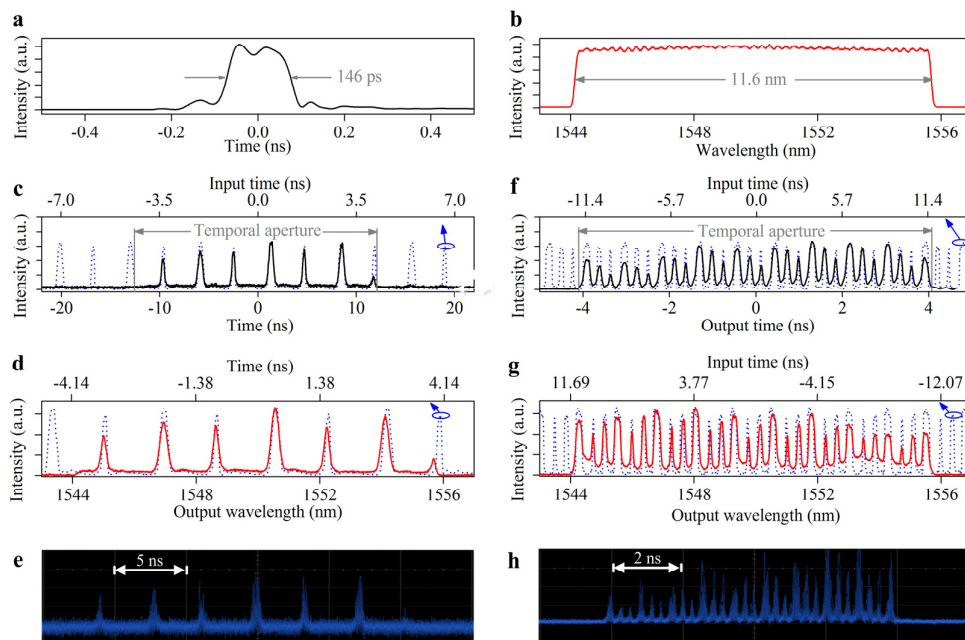 a
Intensity (a.u.)
146 ps
-0.4 -0.2 0.0 0.2 0.4
Time (ns)
b
Intensity (a.u.)
11.6 nm
1544 1548 1552 1556
Wavelength (nm)
c
Input time (ns)
-7.0 -3.5 0.0 3.5 7.0
Intensity (a.u.)
Temporal aperture
-20 -10 0 10 20
Time (ns)
f
Input time (ns)
-11.4 -5.7 0.0 5.7 11.4
Intensity (a.u.)
Temporal aperture
-4 -2 0 2 4
Output time (ns)
d
Time (ns)
-4.14 -1.38 1.38 4.14
Intensity (a.u.)
1544 1548 1552 1556
Output wavelength (nm)
g
Input time (ns)
11.69 3.77 -4.15 -12.07
Intensity (a.u.)
1544 1548 1552 1556
Output wavelength (nm)
e
5 ns
h
2 ns